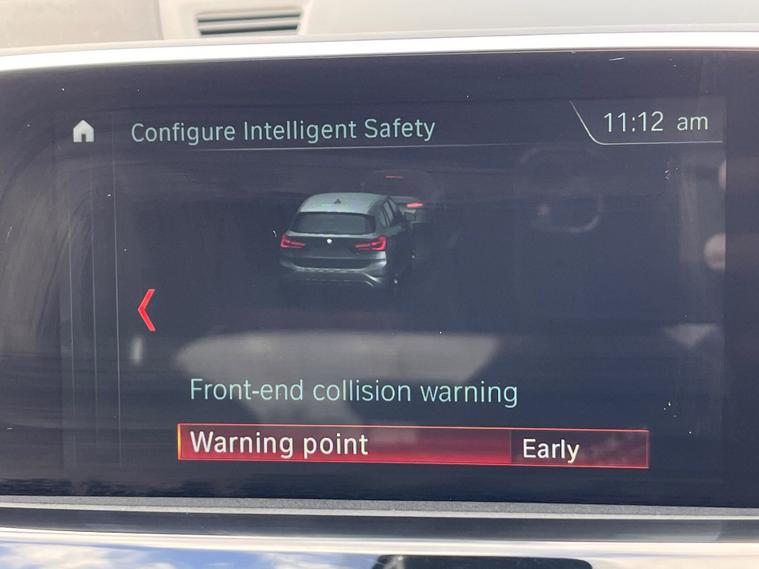 Configure Intelligent Safety
11:12 am
Front-end collision warning
Warning point
Early